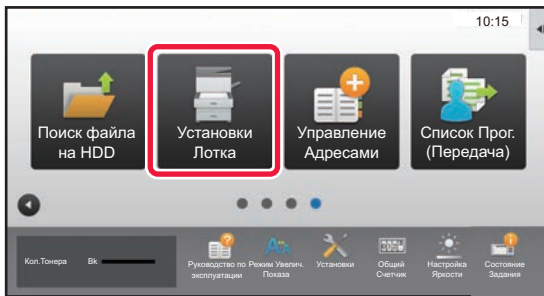 10:15
Поиск файла
на HDD
Установки
Лотка
Управление
Адресами
Список Прог.
(Передача)
Кол.Тонера Bk
Руководство по
эксплуатации
Режим Увелич.
Показа
Установки
Общий
Счетчик
Настройка
Яркости
Состояние
Задания